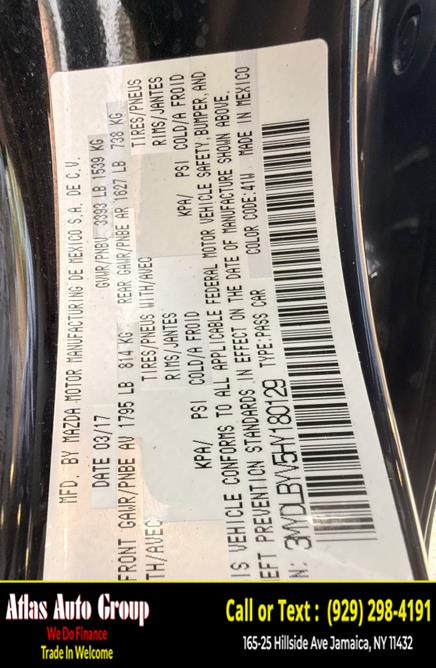 MFD. BY MAZDA MOTOR MANUFACTURING DE MEXICO S.A. DE C.V.
DATE 03/17 GVWR/PNBV 3393 LB 1539 KG
FRONT GAWR/PNBE AV 1795 LB 814 KG REAR GAWR/PNBE AR 1627 LB 738 KG
TH/AVEC TIRES/PNEUS WITH/AVEC TIRES/PNEUS
RIMS/JANTES RIMS/JANTES
KPA/ PSI COLD/A FROID KPA/ PSI COLD/A FROID
IS VEHICLE CONFORMS TO ALL APPLICABLE FEDERAL MOTOR VEHICLE SAFETY, BUMPER, AND
EFT PREVENTION STANDARDS IN EFFECT ON THE DATE OF MANUFACTURE SHOWN ABOVE.
N: 3MYDLBYV5HY180129 TYPE:PASS CAR COLOR CODE:41W MADE IN MEXICO
Atlas Auto Group
We Do Finance
Trade In Welcome
Call or Text : (929) 298-4191
165-25 Hillside Ave Jamaica, NY 11432